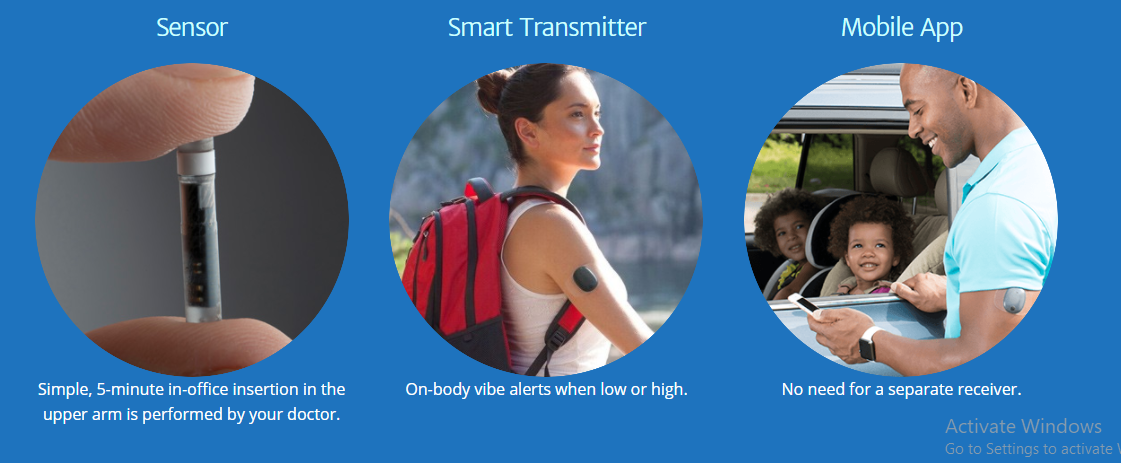 Sensor
Smart Transmitter
Mobile App
Simple, 5-minute in-office insertion in the
upper arm is performed by your doctor.
On-body vibe alerts when low or high.
No need for a separate receiver.
Activate Windows
Go to Settings to activate